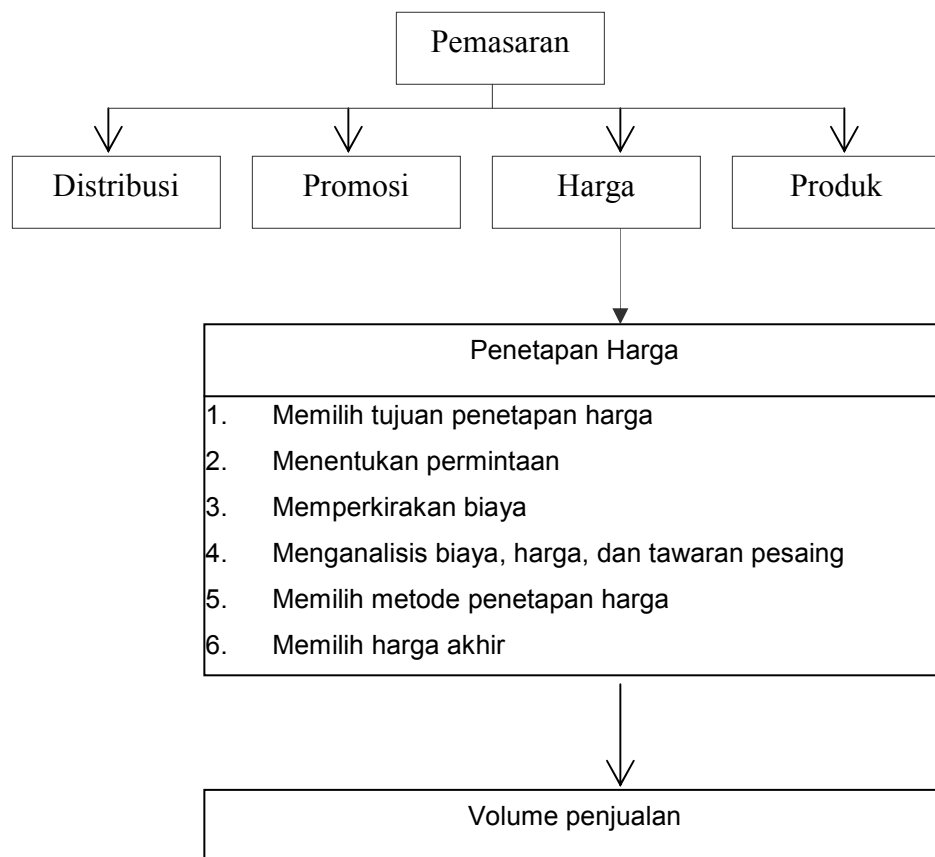 Pemasaran
Distribusi
Promosi
Harga
Produk
Penetapan Harga
1. Memilih tujuan penetapan harga
2. Menentukan permintaan
3. Memperkirakan biaya
4. Menganalisis biaya, harga, dan tawaran pesaing
5. Memilih metode penetapan harga
6. Memilih harga akhir
Volume penjualan